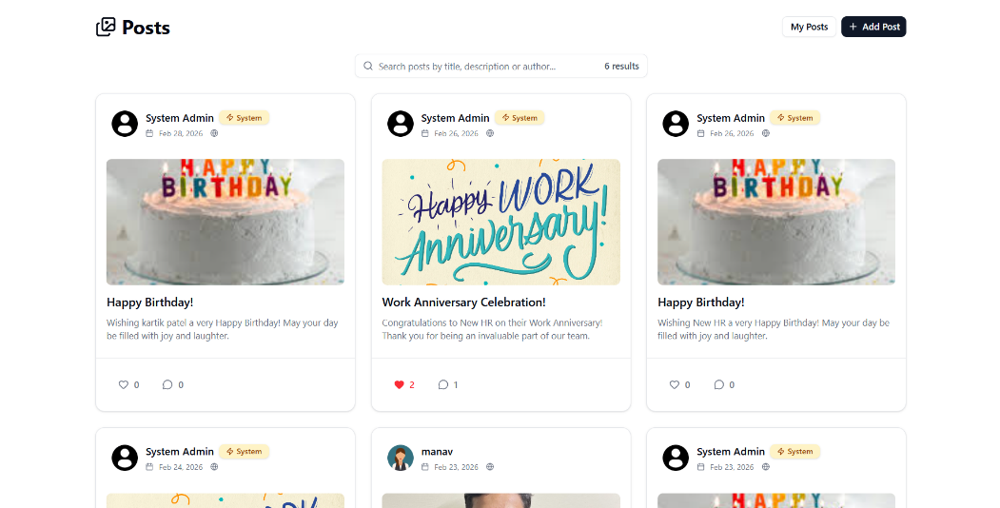 Posts
My Posts
+ Add Post
Search posts by title, description or author...
6 results
System Admin
System
Feb 28, 2026
HAPPY
BIRTHDAY
Happy Birthday!
Wishing kartik patel a very Happy Birthday! May your day
be filled with joy and laughter.
0
0
System Admin
System
Feb 26, 2026
Happy WORK
Anniversary!
Work Anniversary Celebration!
Congratulations to New HR on their Work Anniversary!
Thank you for being an invaluable part of our team.
2
1
System Admin
System
Feb 26, 2026
HAPPY
BIRTHDAY
Happy Birthday!
Wishing New HR a very Happy Birthday! May your day be
filled with joy and laughter.
0
0
System Admin
System
Feb 24, 2026
manav
Feb 23, 2026
System Admin
System
Feb 23, 2026
HAPPY